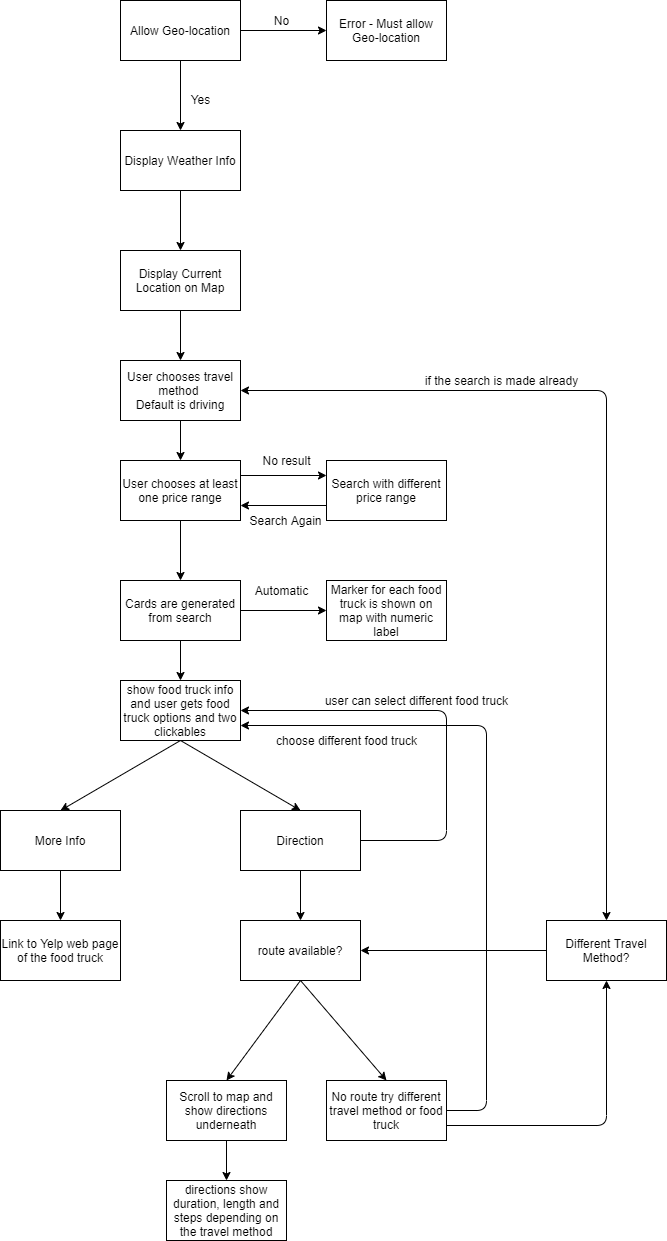 Allow Geo-location
No
Error - Must allow
Geo-location
Yes
Display Weather Info
Display Current
Location on Map
User chooses travel
method
Default is driving
if the search is made already
User chooses at least
one price range
No result
Search with different
price range
Search Again
Cards are generated
from search
Automatic
Marker for each food
truck is shown on
map with numeric
label
show food truck info
and user gets food
truck options and two
clickables
user can select different food truck
choose different food truck
More Info
Direction
Link to Yelp web page
of the food truck
route available?
Different Travel
Method?
Scroll to map and
show directions
underneath
No route try different
travel method or food
truck
directions show
duration, length and
steps depending on
the travel method